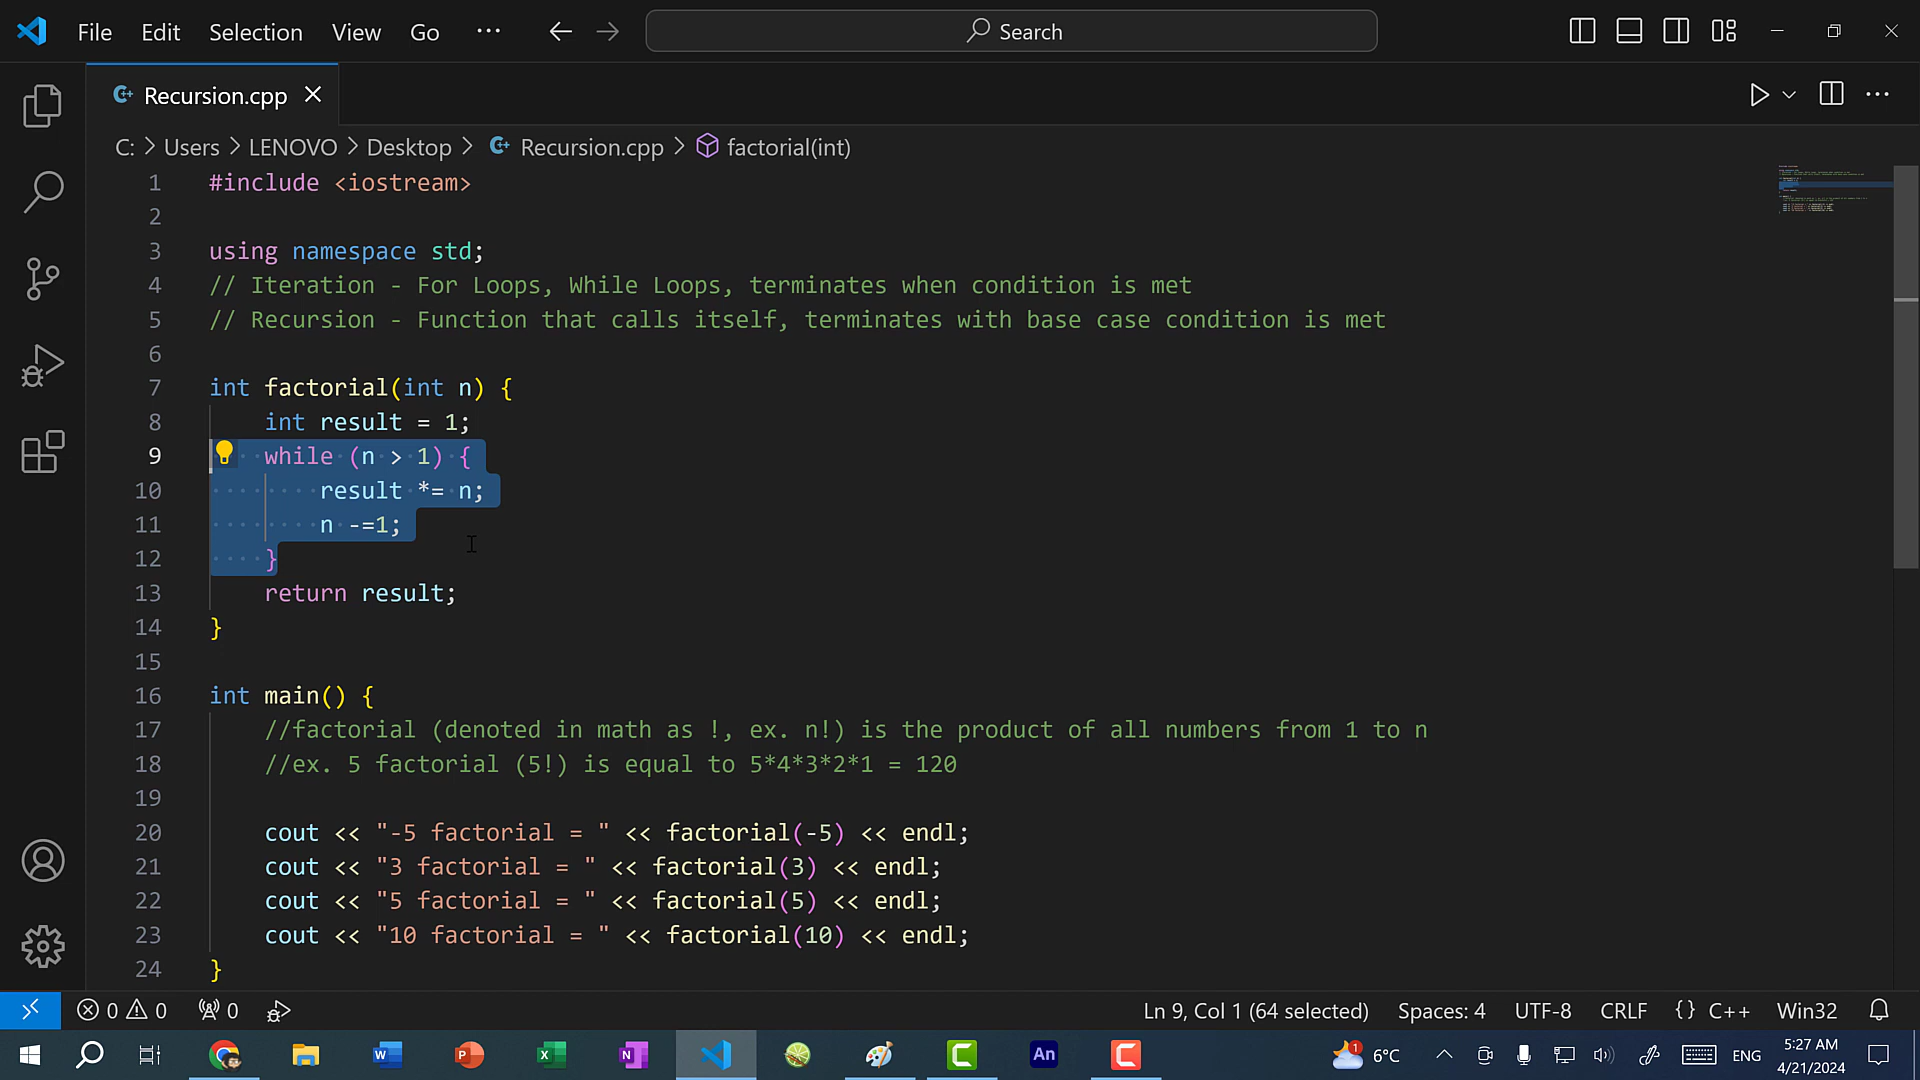 File Edit Selection View Go ··· Search
Recursion.cpp
C: > Users > LENOVO > Desktop > Recursion.cpp > factorial(int)
1 #include <iostream>
2
3 using namespace std;
4 // Iteration - For Loops, While Loops, terminates when condition is met
5 // Recursion - Function that calls itself, terminates with base case condition is met
6
7 int factorial(int n) {
8 int result = 1;
9 while (n > 1) {
10 result *= n;
11 n -=1;
12 }
13 return result;
14 }
15
16 int main() {
17 //factorial (denoted in math as !, ex. n!) is the product of all numbers from 1 to n
18 //ex. 5 factorial (5!) is equal to 5*4*3*2*1 = 120
19
20 cout << "-5 factorial = " << factorial(-5) << endl;
21 cout << "3 factorial = " << factorial(3) << endl;
22 cout << "5 factorial = " << factorial(5) << endl;
23 cout << "10 factorial = " << factorial(10) << endl;
24 }
0 0 0 Ln 9, Col 1 (64 selected) Spaces: 4 UTF-8 CRLF {} C++ Win32
W P X N An 1 6°C ENG 5:27 AM
4/21/2024